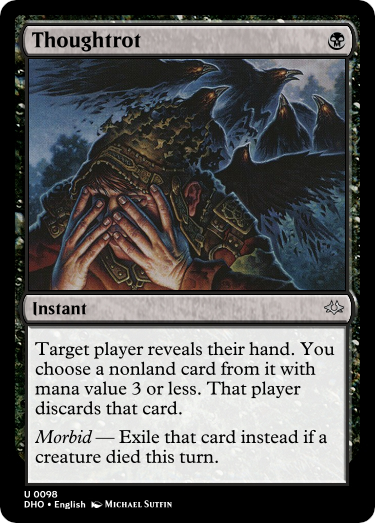 Thoughtrot
Instant
Target player reveals their hand. You
choose a nonland card from it with
mana value 3 or less. That player
discards that card.
Morbid — Exile that card instead if a
creature died this turn.
U 0098
DHO • English Michael Sutfin